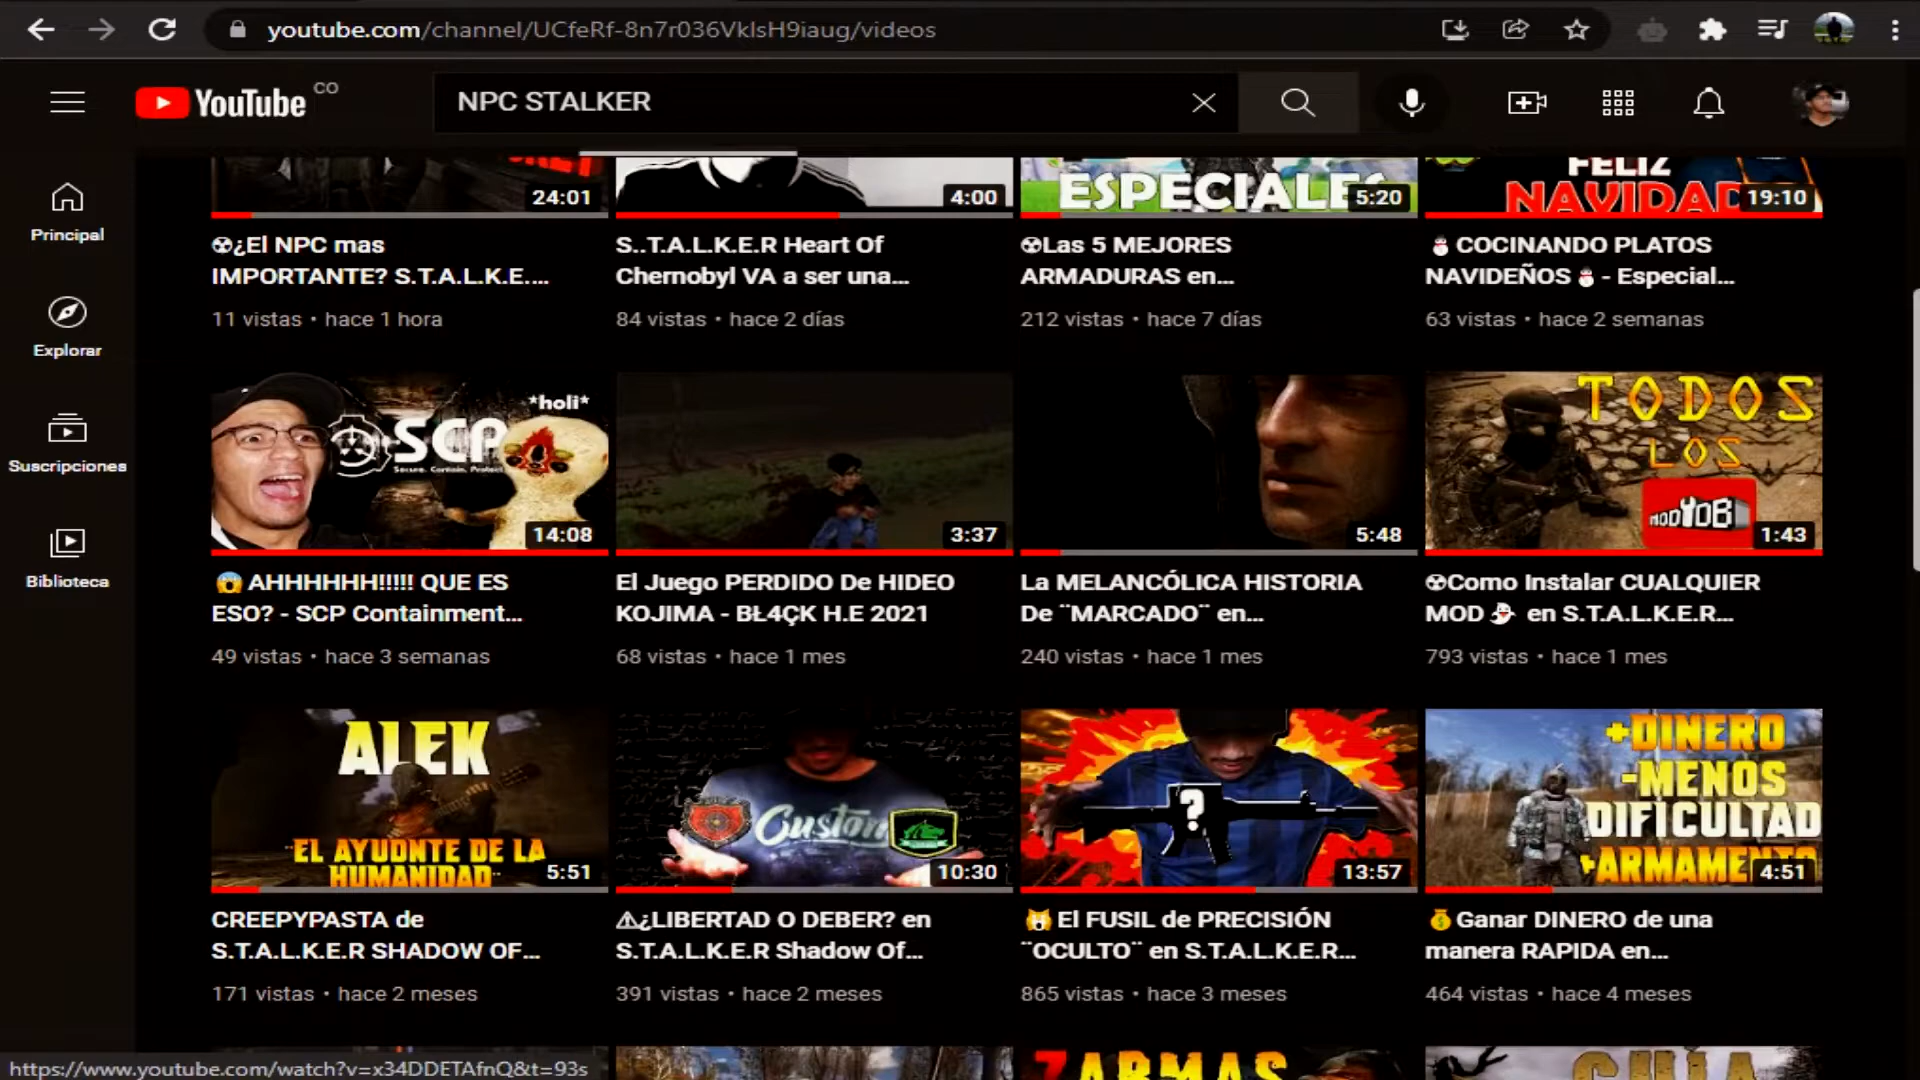 youtube.com/channel/UCfeRf-8n7r036VklsH9iaug/videos
YouTube CO
NPC STALKER
Principal
Explorar
Suscripciones
Biblioteca
24:01
4:00
ESPECIALES
5:20
FELIZ
NAVIDAD
19:10
☢¿El NPC mas
IMPORTANTE? S.T.A.L.K.E....
11 vistas • hace 1 hora
S..T.A.L.K.E.R Heart Of
Chernobyl VA a ser una...
84 vistas • hace 2 días
☢Las 5 MEJORES
ARMADURAS en...
212 vistas • hace 7 días
⛄COCINANDO PLATOS
NAVIDEÑOS⛄- Especial...
63 vistas • hace 2 semanas
*holi*
SCP
Secure. Contain. Protect.
14:08
3:37
5:48
TODOS
LOS
MODYOBI
1:43
😱 AHHHHHH!!!!! QUE ES
ESO? - SCP Containment...
49 vistas • hace 3 semanas
El Juego PERDIDO De HIDEO
KOJIMA - BŁ4ÇK H.E 2021
68 vistas • hace 1 mes
La MELANCÓLICA HISTORIA
De ¨MARCADO¨ en...
240 vistas • hace 1 mes
☢Como Instalar CUALQUIER
MOD 👻 en S.T.A.L.K.E.R...
793 vistas • hace 1 mes
ALEK
¨EL AYUDNTE DE LA
HUMANIDAD¨
5:51
Custom
10:30
?
13:57
+DINERO
-MENOS
DIFICULTAD
+ARMAMENTO
4:51
CREEPYPASTA de
S.T.A.L.K.E.R SHADOW OF...
171 vistas • hace 2 meses
⚠¿LIBERTAD O DEBER? en
S.T.A.L.K.E.R Shadow Of...
391 vistas • hace 2 meses
🙀 El FUSIL de PRECISIÓN
¨OCULTO¨ en S.T.A.L.K.E.R...
865 vistas • hace 3 meses
💰Ganar DINERO de una
manera RAPIDA en...
464 vistas • hace 4 meses
7 ARMAS
https://www.youtube.com/watch?v=x34DDETAfnQ&t=93s